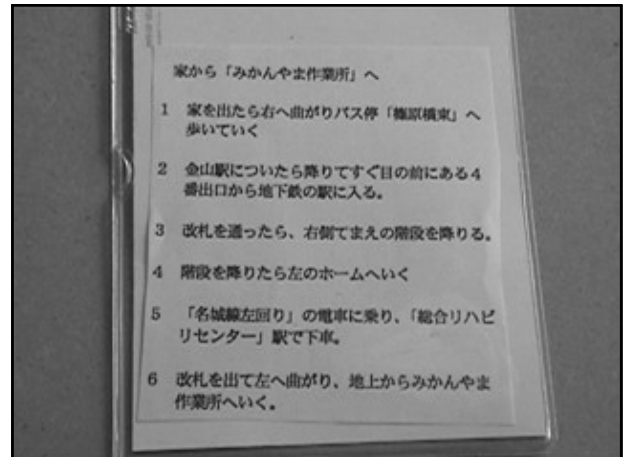 家から「みかんやま作業所」へ
1 家を出たら右へ曲がりバス停「篠原橋東」へ
歩いていく
2 金山駅についたら降りてすぐ目の前にある4
番出口から地下鉄の駅に入る。
3 改札を通ったら、右側てまえの階段を降りる。
4 階段を降りたら左のホームへいく
5 「名城線左回り」の電車に乗り、「総合リハビ
リセンター」駅で下車。
6 改札を出て左へ曲がり、地上からみかんやま
作業所へいく。